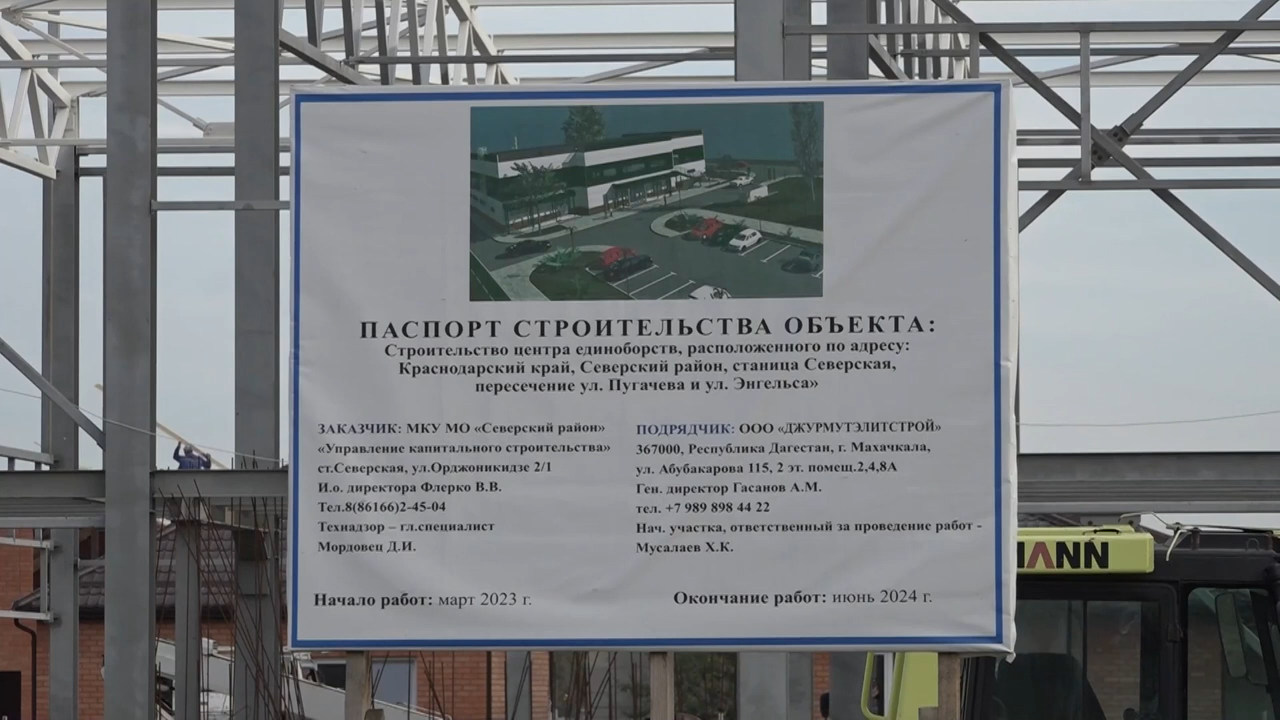 ПАСПОРТ СТРОИТЕЛЬСТВА ОБЪЕКТА:
Строительство центра единоборств, расположенного по адресу:
Краснодарский край, Северский район, станица Северская,
пересечение ул. Пугачева и ул. Энгельса»
ЗАКАЗЧИК: МКУ МО «Северский район»
«Управление капитального строительства»
ст.Северская, ул.Орджоникидзе 2/1
И.о. директора Флерко В.В.
Тел.8(86166)2-45-04
Технадзор – гл.специалист
Мордовец Д.И.
ПОДРЯДЧИК: ООО «ДЖУРМУТЭЛИТСТРОЙ»
367000, Республика Дагестан, г. Махачкала,
ул. Абубакарова 115, 2 эт. помещ.2,4,8А
Ген. директор Гасанов А.М.
тел. +7 989 898 44 22
Нач. участка, ответственный за проведение работ -
Мусалаев Х.К.
Начало работ: март 2023 г.
Окончание работ: июнь 2024 г.
MANN